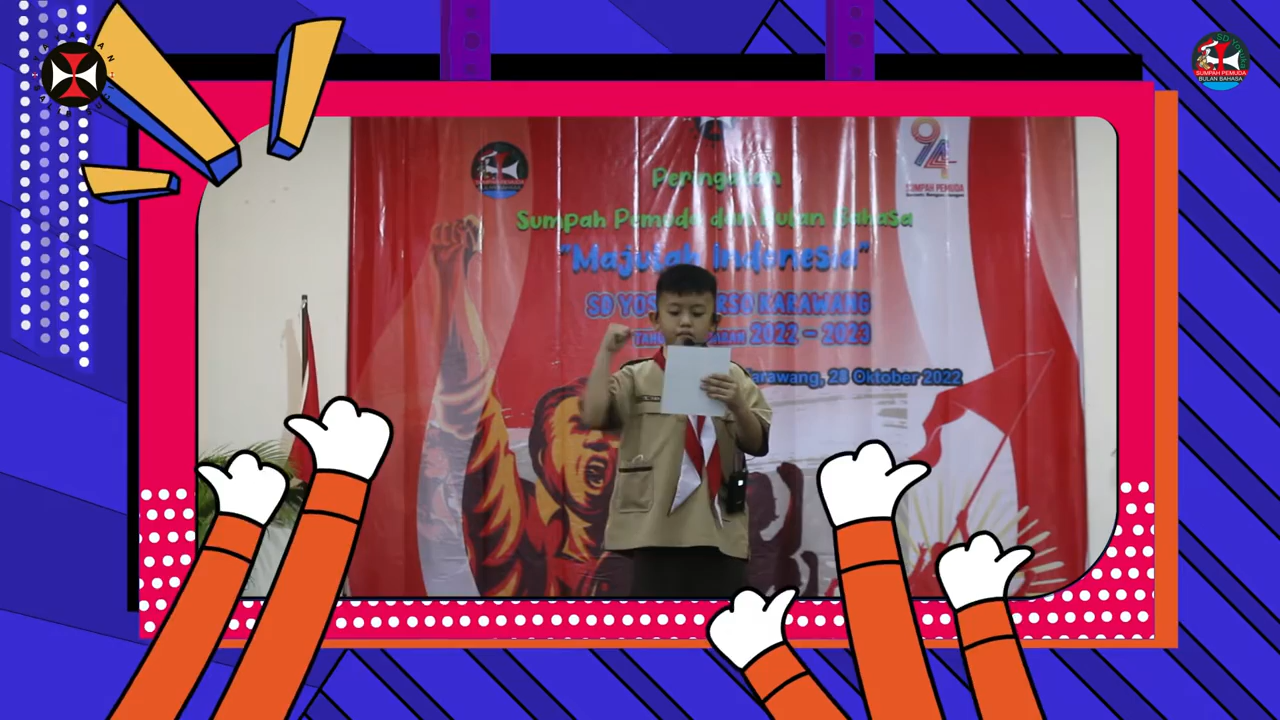 SUMPAH PEMUDA
BULAN BAHASA
94
SUMPAH PEMUDA
Peringatan
Sumpah Pemuda dan Bulan Bahasa
"Majulah Indonesia"
SD YOS KARAWANG
2022 - 2023
Karawang, 28 Oktober 2022